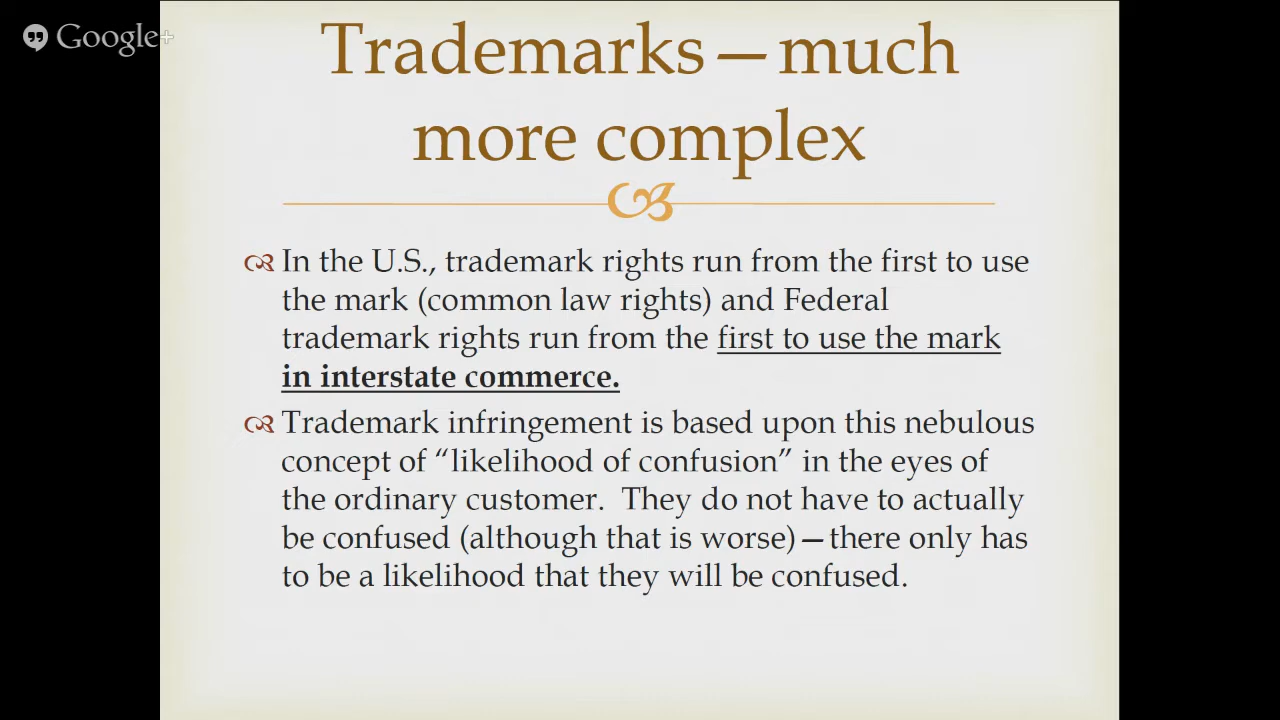 Google+
Trademarks—much
more complex
In the U.S., trademark rights run from the first to use
the mark (common law rights) and Federal
trademark rights run from the first to use the mark
in interstate commerce.
Trademark infringement is based upon this nebulous
concept of “likelihood of confusion” in the eyes of
the ordinary customer.  They do not have to actually
be confused (although that is worse)—there only has
to be a likelihood that they will be confused.